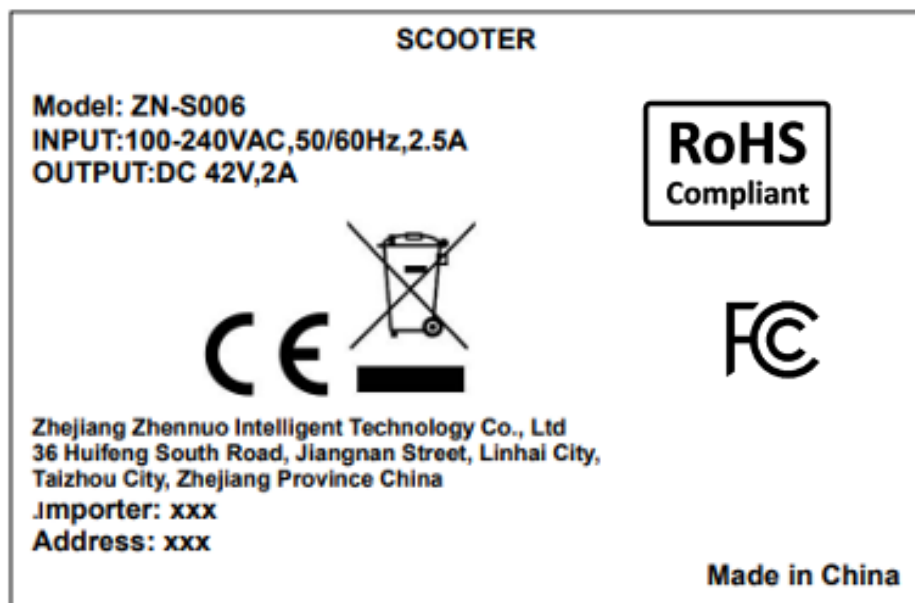 SCOOTER
Model: ZN-S006
INPUT:100-240VAC,50/60Hz,2.5A
OUTPUT:DC 42V,2A
RoHS
Compliant
CE
FC
Zhejiang Zhennuo Intelligent Technology Co., Ltd
36 Huifeng South Road, Jiangnan Street, Linhai City,
Taizhou City, Zhejiang Province China
.Importer: xxx
Address: xxx
Made in China